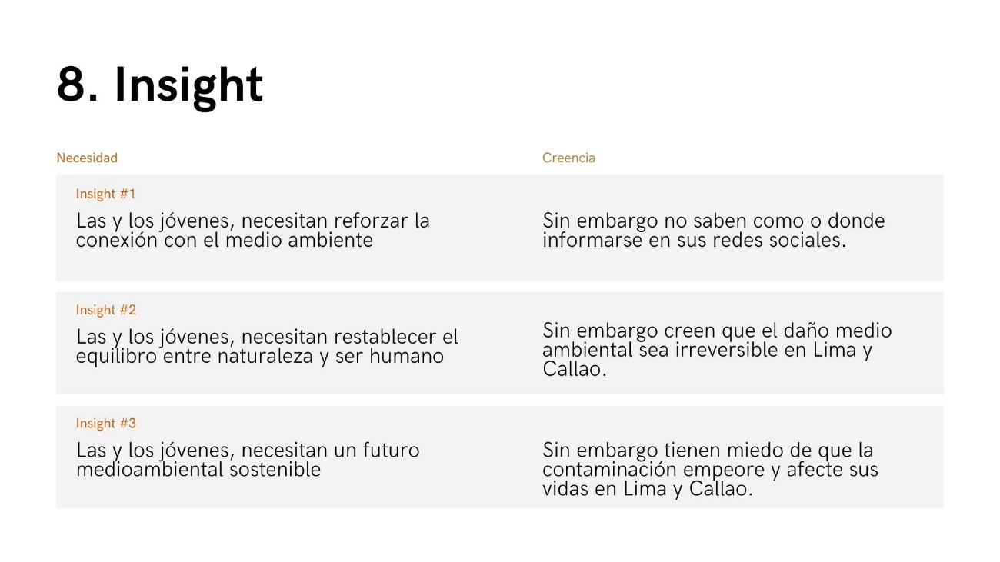 8. Insight
Necesidad
Creencia
Insight #1
Las y los jóvenes, necesitan reforzar la
conexión con el medio ambiente
Sin embargo no saben como o donde
informarse en sus redes sociales.
Insight #2
Las y los jóvenes, necesitan restablecer el
equilibro entre naturaleza y ser humano
Sin embargo creen que el daño medio
ambiental sea irreversible en Lima y
Callao.
Insight #3
Las y los jóvenes, necesitan un futuro
medioambiental sostenible
Sin embargo tienen miedo de que la
contaminación empeore y afecte sus
vidas en Lima y Callao.